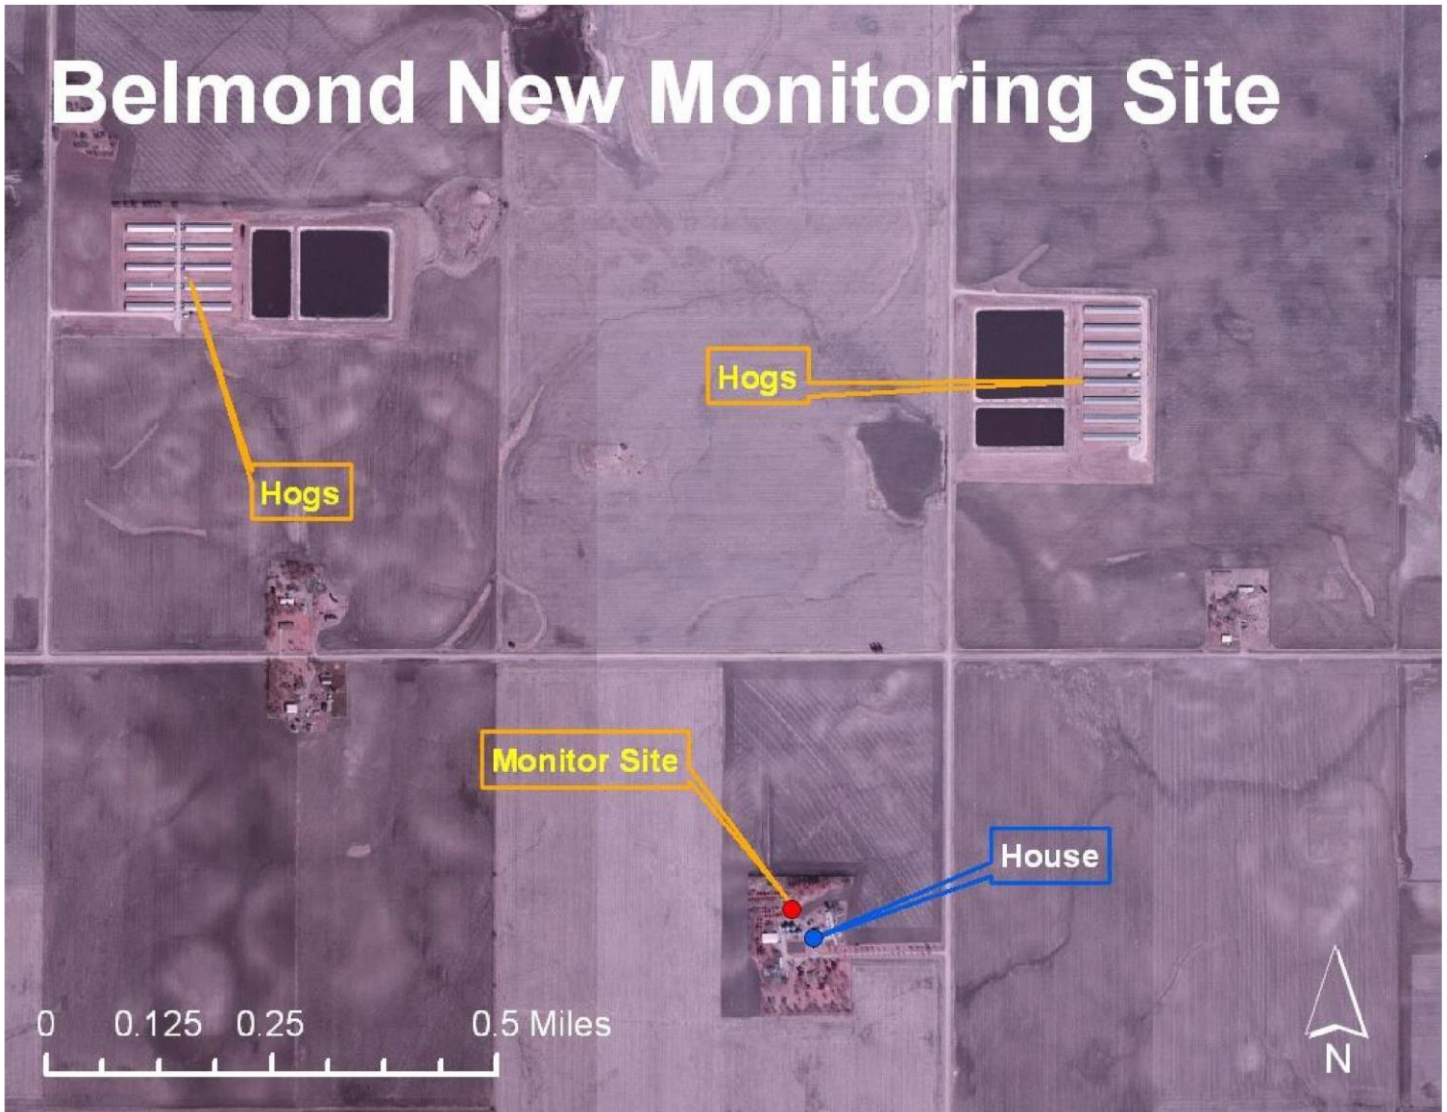 Belmond New Monitoring Site
Hogs
Hogs
Monitor Site
House
0 0.125 0.25 0.5 Miles
N